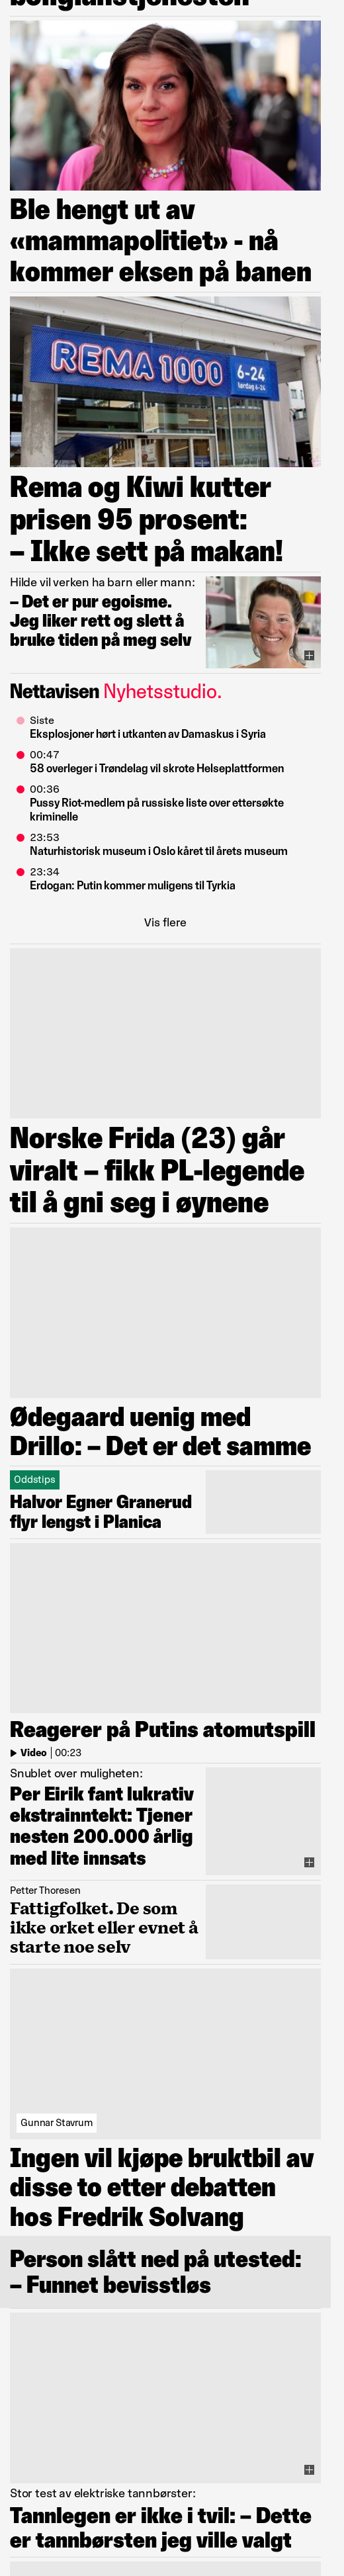 Ble hengt ut av
«mammapolitiet» - nå
kommer eksen på banen
REMA 1000
6-24
lørdag 6-24
Rema og Kiwi kutter
prisen 95 prosent:
– Ikke sett på makan!
Hilde vil verken ha barn eller mann:
– Det er pur egoisme.
Jeg liker rett og slett å
bruke tiden på meg selv
Nettavisen Nyhetsstudio.
Siste
Eksplosjoner hørt i utkanten av Damaskus i Syria
00:47
58 overleger i Trøndelag vil skrote Helseplattformen
00:36
Pussy Riot-medlem på russiske liste over ettersøkte
kriminelle
23:53
Naturhistorisk museum i Oslo kåret til årets museum
23:34
Erdogan: Putin kommer muligens til Tyrkia
Vis flere
Norske Frida (23) går
viralt – fikk PL-legende
til å gni seg i øynene
Ødegaard uenig med
Drillo: – Det er det samme
Oddstips
Halvor Egner Granerud
flyr lengst i Planica
Reagerer på Putins atomutspill
Video | 00:23
Snublet over muligheten:
Per Eirik fant lukrativ
ekstrainntekt: Tjener
nesten 200.000 årlig
med lite innsats
Petter Thoresen
Fattigfolket. De som
ikke orket eller evnet å
starte noe selv
Gunnar Stavrum
Ingen vil kjøpe bruktbil av
disse to etter debatten
hos Fredrik Solvang
Person slått ned på utested:
– Funnet bevisstløs
Stor test av elektriske tannbørster:
Tannlegen er ikke i tvil: – Dette
er tannbørsten jeg ville valgt